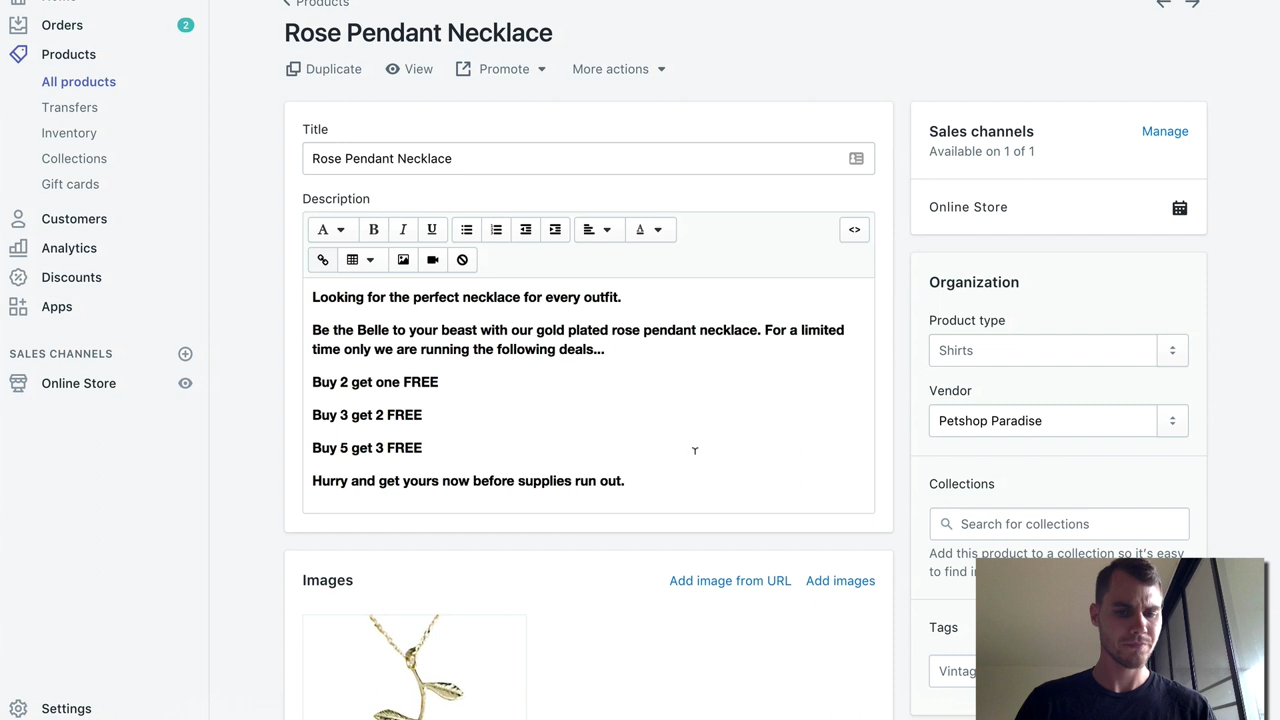 Orders 2
Products
All products
Transfers
Inventory
Collections
Gift cards
Customers
Analytics
Discounts
Apps
SALES CHANNELS
Online Store
Settings
Products
Rose Pendant Necklace
Duplicate View Promote More actions
Title
Rose Pendant Necklace
Description
A B I U A <>
Looking for the perfect necklace for every outfit.
Be the Belle to your beast with our gold plated rose pendant necklace. For a limited
time only we are running the following deals...
Buy 2 get one FREE
Buy 3 get 2 FREE
Buy 5 get 3 FREE
Hurry and get yours now before supplies run out.
Images Add image from URL Add images
Sales channels Manage
Available on 1 of 1
Online Store
Organization
Product type
Shirts
Vendor
Petshop Paradise
Collections
Search for collections
Add this product to a collection so it's easy
to find
Tags